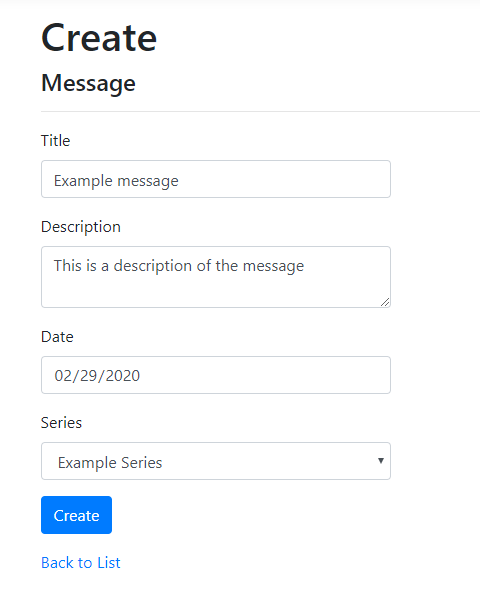 Create
Message
Title
Example message
Description
This is a description of the message
Date
02/29/2020
Series
Example Series
Create
Back to List